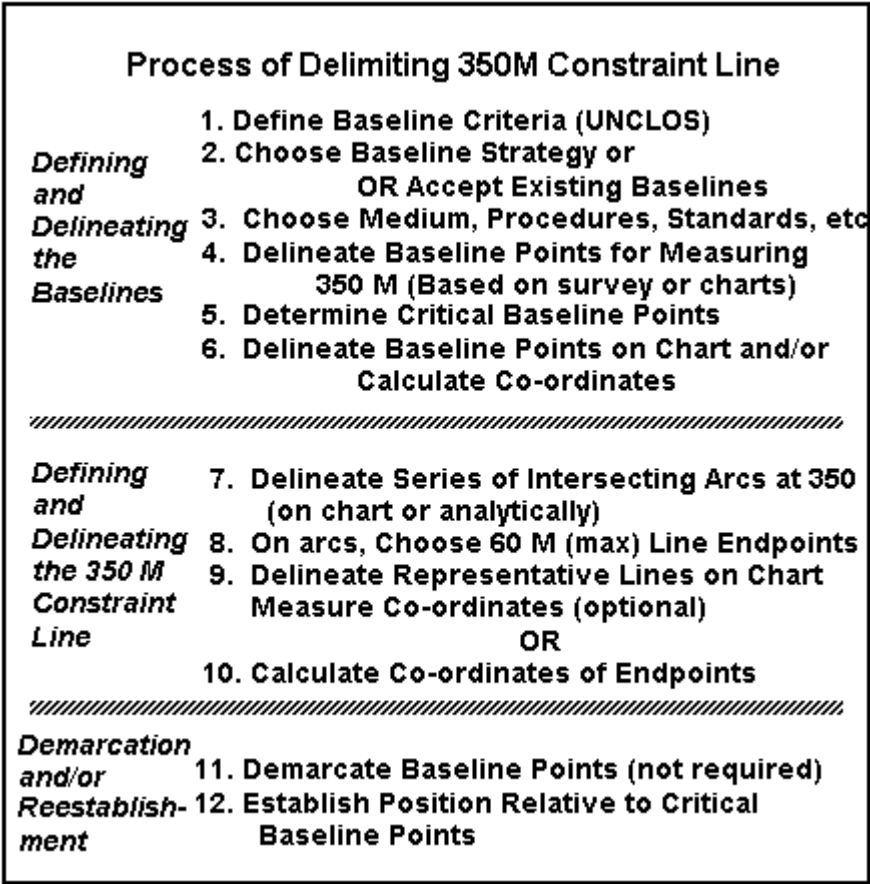 Process of Delimiting 350M Constraint Line
Defining
and
Delineating
the
Baselines
1. Define Baseline Criteria (UNCLOS)
2. Choose Baseline Strategy or
OR Accept Existing Baselines
3. Choose Medium, Procedures, Standards, etc
4. Delineate Baseline Points for Measuring
350 M (Based on survey or charts)
5. Determine Critical Baseline Points
6. Delineate Baseline Points on Chart and/or
Calculate Co-ordinates
Defining
and
Delineating
the 350 M
Constraint
Line
7. Delineate Series of Intersecting Arcs at 350
(on chart or analytically)
8. On arcs, Choose 60 M (max) Line Endpoints
9. Delineate Representative Lines on Chart
Measure Co-ordinates (optional)
OR
10. Calculate Co-ordinates of Endpoints
Demarcation
and/or
Reestablish-
ment
11. Demarcate Baseline Points (not required)
12. Establish Position Relative to Critical
Baseline Points